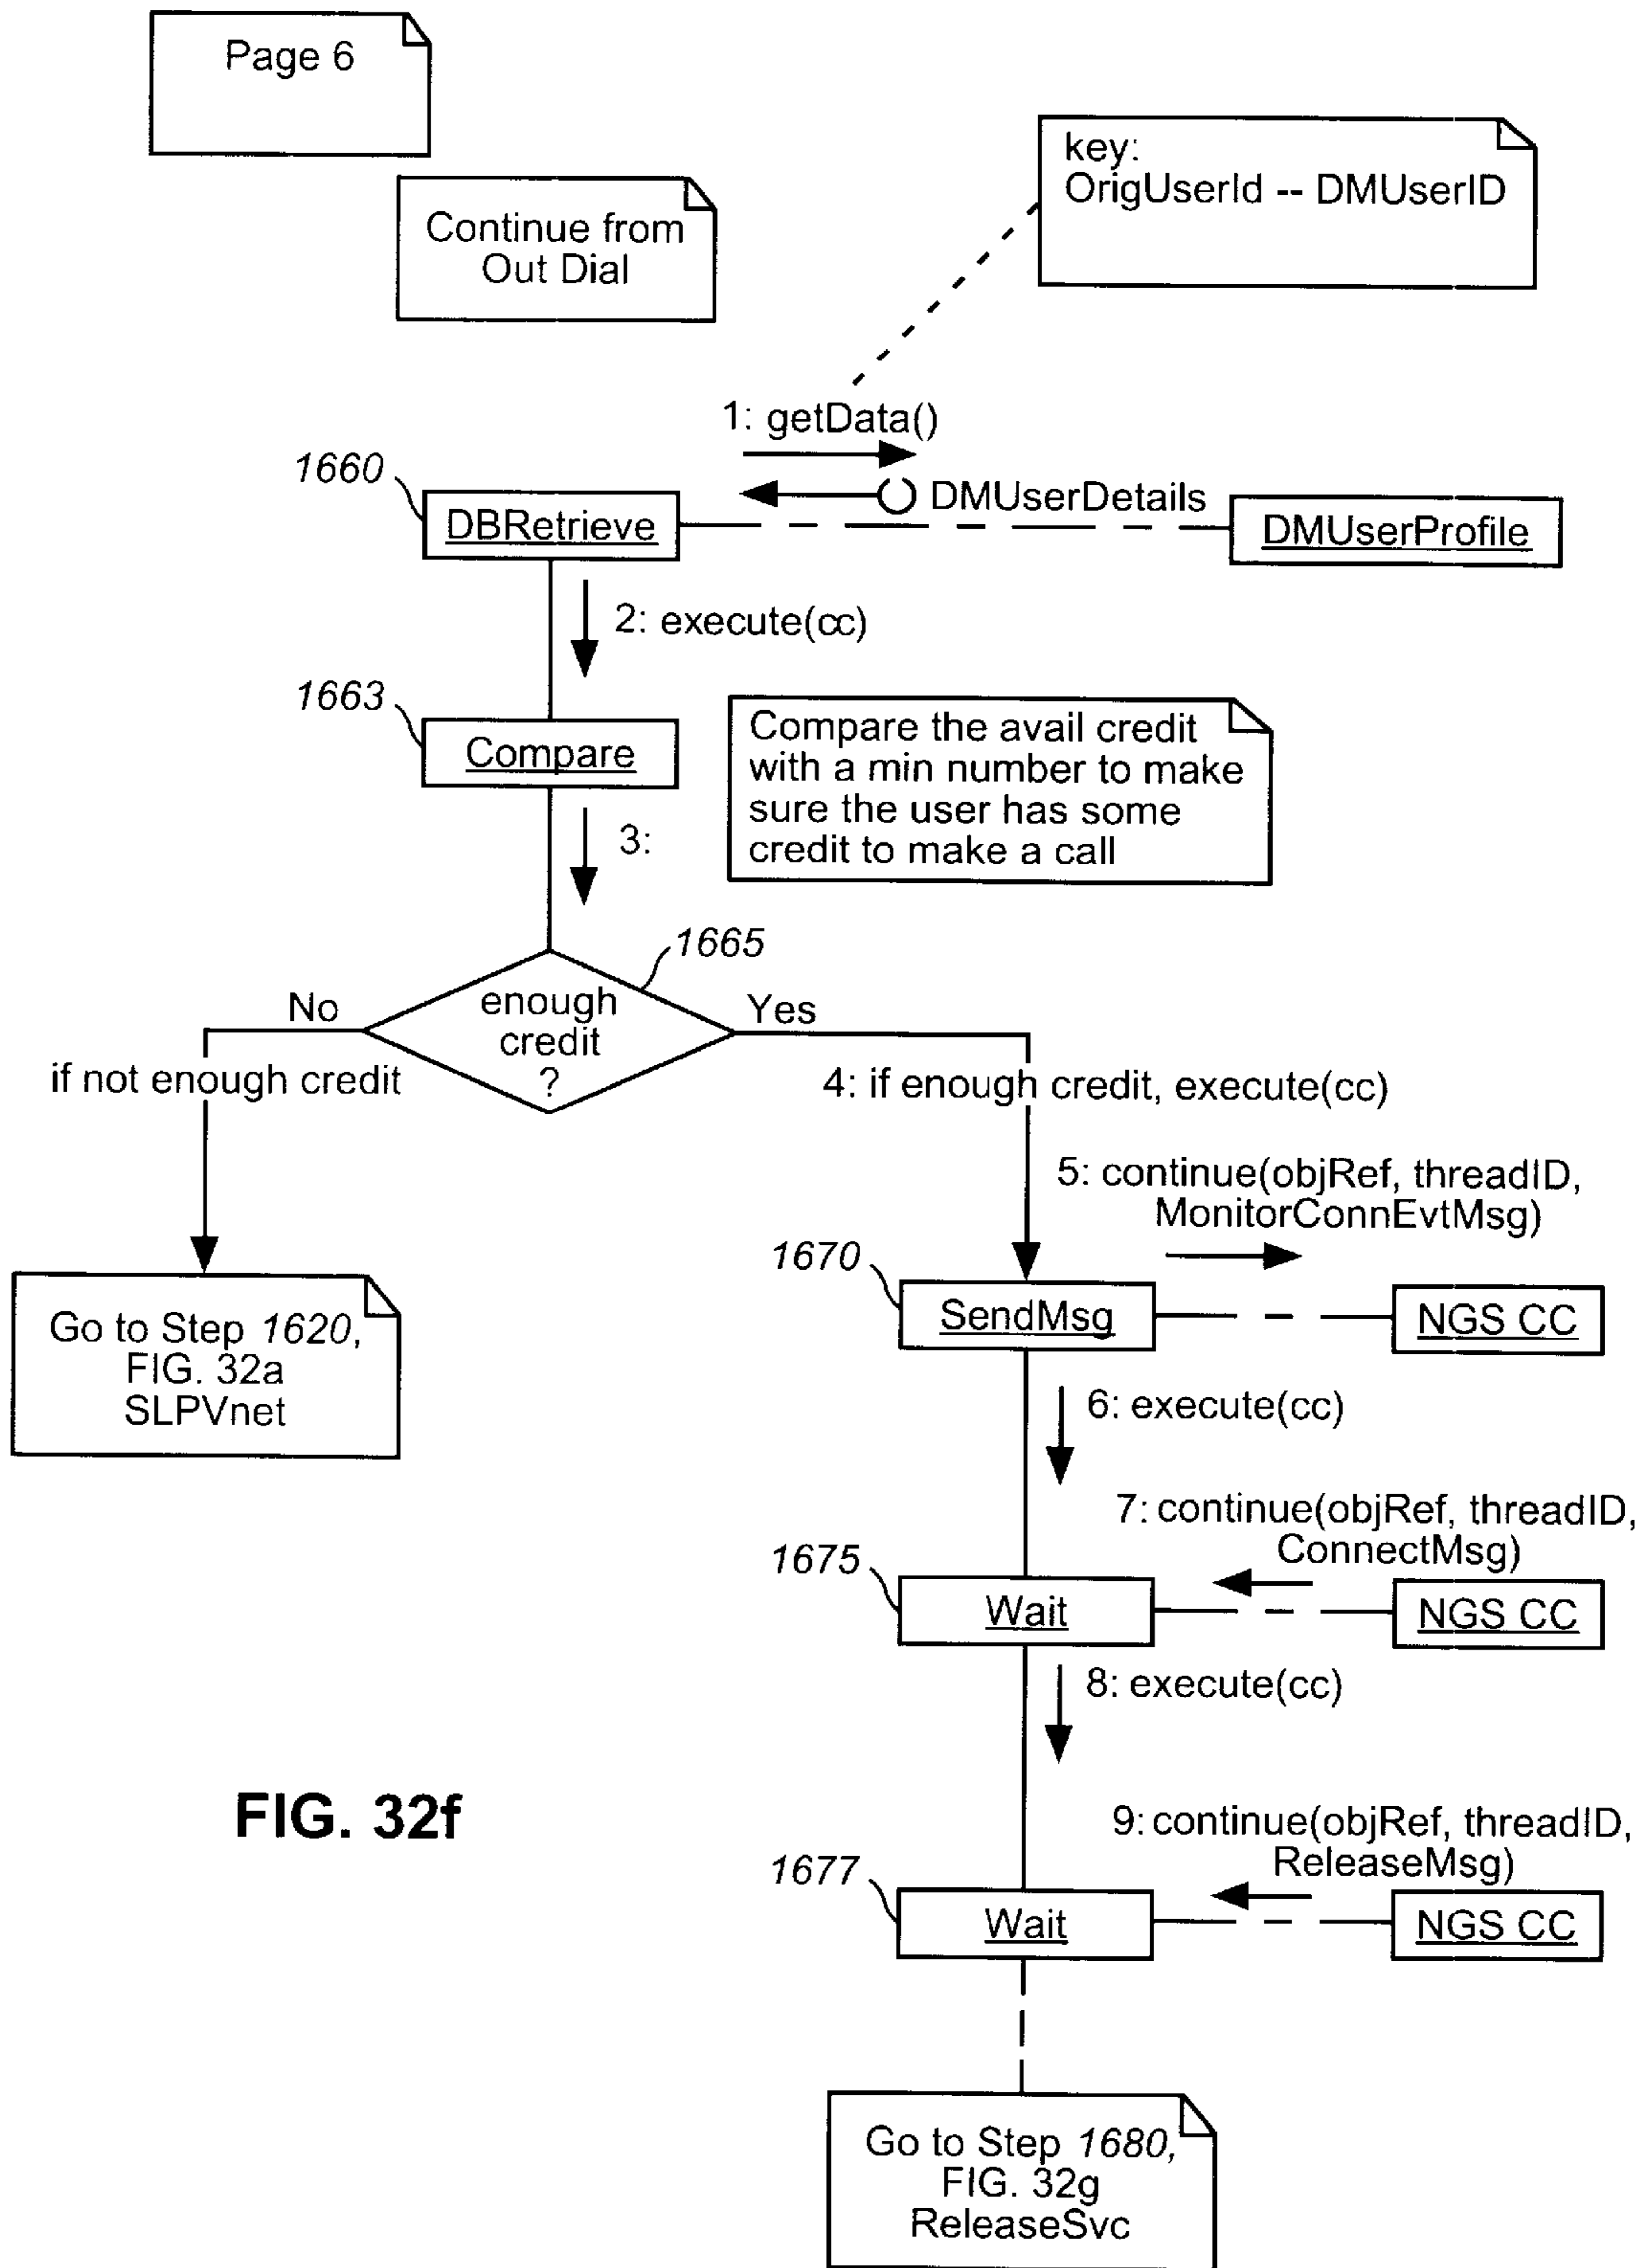 Page 6
Continue from
Out Dial
key:
OrigUserId -- DMUserID
1: getData()
1660
DMUserDetails
DBRetrieve
DMUserProfile
2: execute(cc)
1663
Compare
Compare the avail credit
with a min number to make
sure the user has some
credit to make a call
3:
1665
No
enough
credit
?
Yes
if not enough credit
4: if enough credit, execute(cc)
5: continue(objRef, threadID,
MonitorConnEvtMsg)
1670
SendMsg
NGS CC
Go to Step 1620,
FIG. 32a
SLPVnet
6: execute(cc)
7: continue(objRef, threadID,
ConnectMsg)
1675
Wait
NGS CC
8: execute(cc)
FIG. 32f
9: continue(objRef, threadID,
ReleaseMsg)
1677
Wait
NGS CC
Go to Step 1680,
FIG. 32g
ReleaseSvc